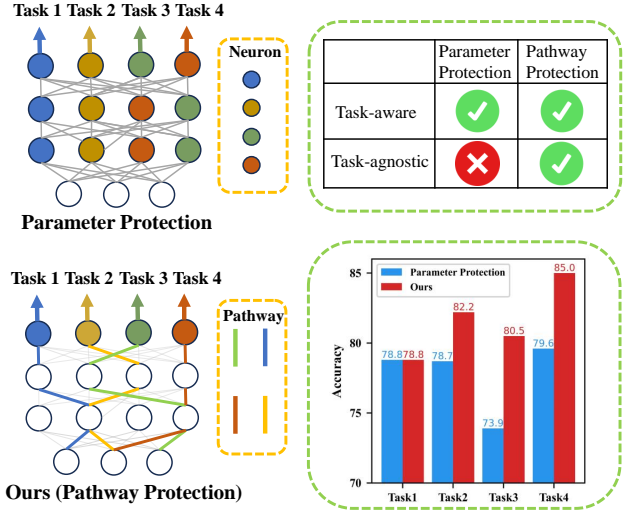 Task 1 Task 2 Task 3 Task 4
Neuron
Parameter Protection
Parameter Protection
Pathway Protection
Task-aware
Task-agnostic
Task 1 Task 2 Task 3 Task 4
Pathway
Ours (Pathway Protection)
Parameter Protection
Ours
Accuracy
85
80
75
70
78.8
78.8
78.7
82.2
73.9
80.5
79.6
85.0
Task1
Task2
Task3
Task4